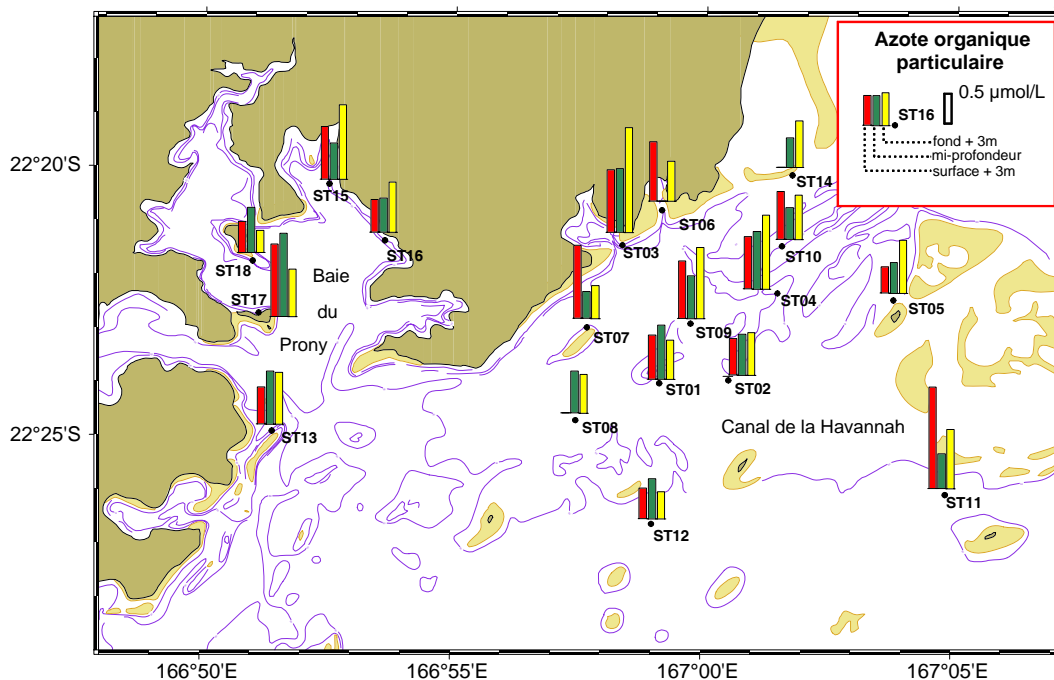 Azote organique
particulaire
0.5 µmol/L
ST16
fond + 3m
mi-profondeur
surface + 3m
22°20'S
22°25'S
ST15
ST16
ST18
ST17
Baie
du
Prony
ST13
ST03
ST06
ST14
ST10
ST04
ST05
ST07
ST09
ST01
ST02
ST08
Canal de la Havannah
ST11
ST12
166°50'E
166°55'E
167°00'E
167°05'E